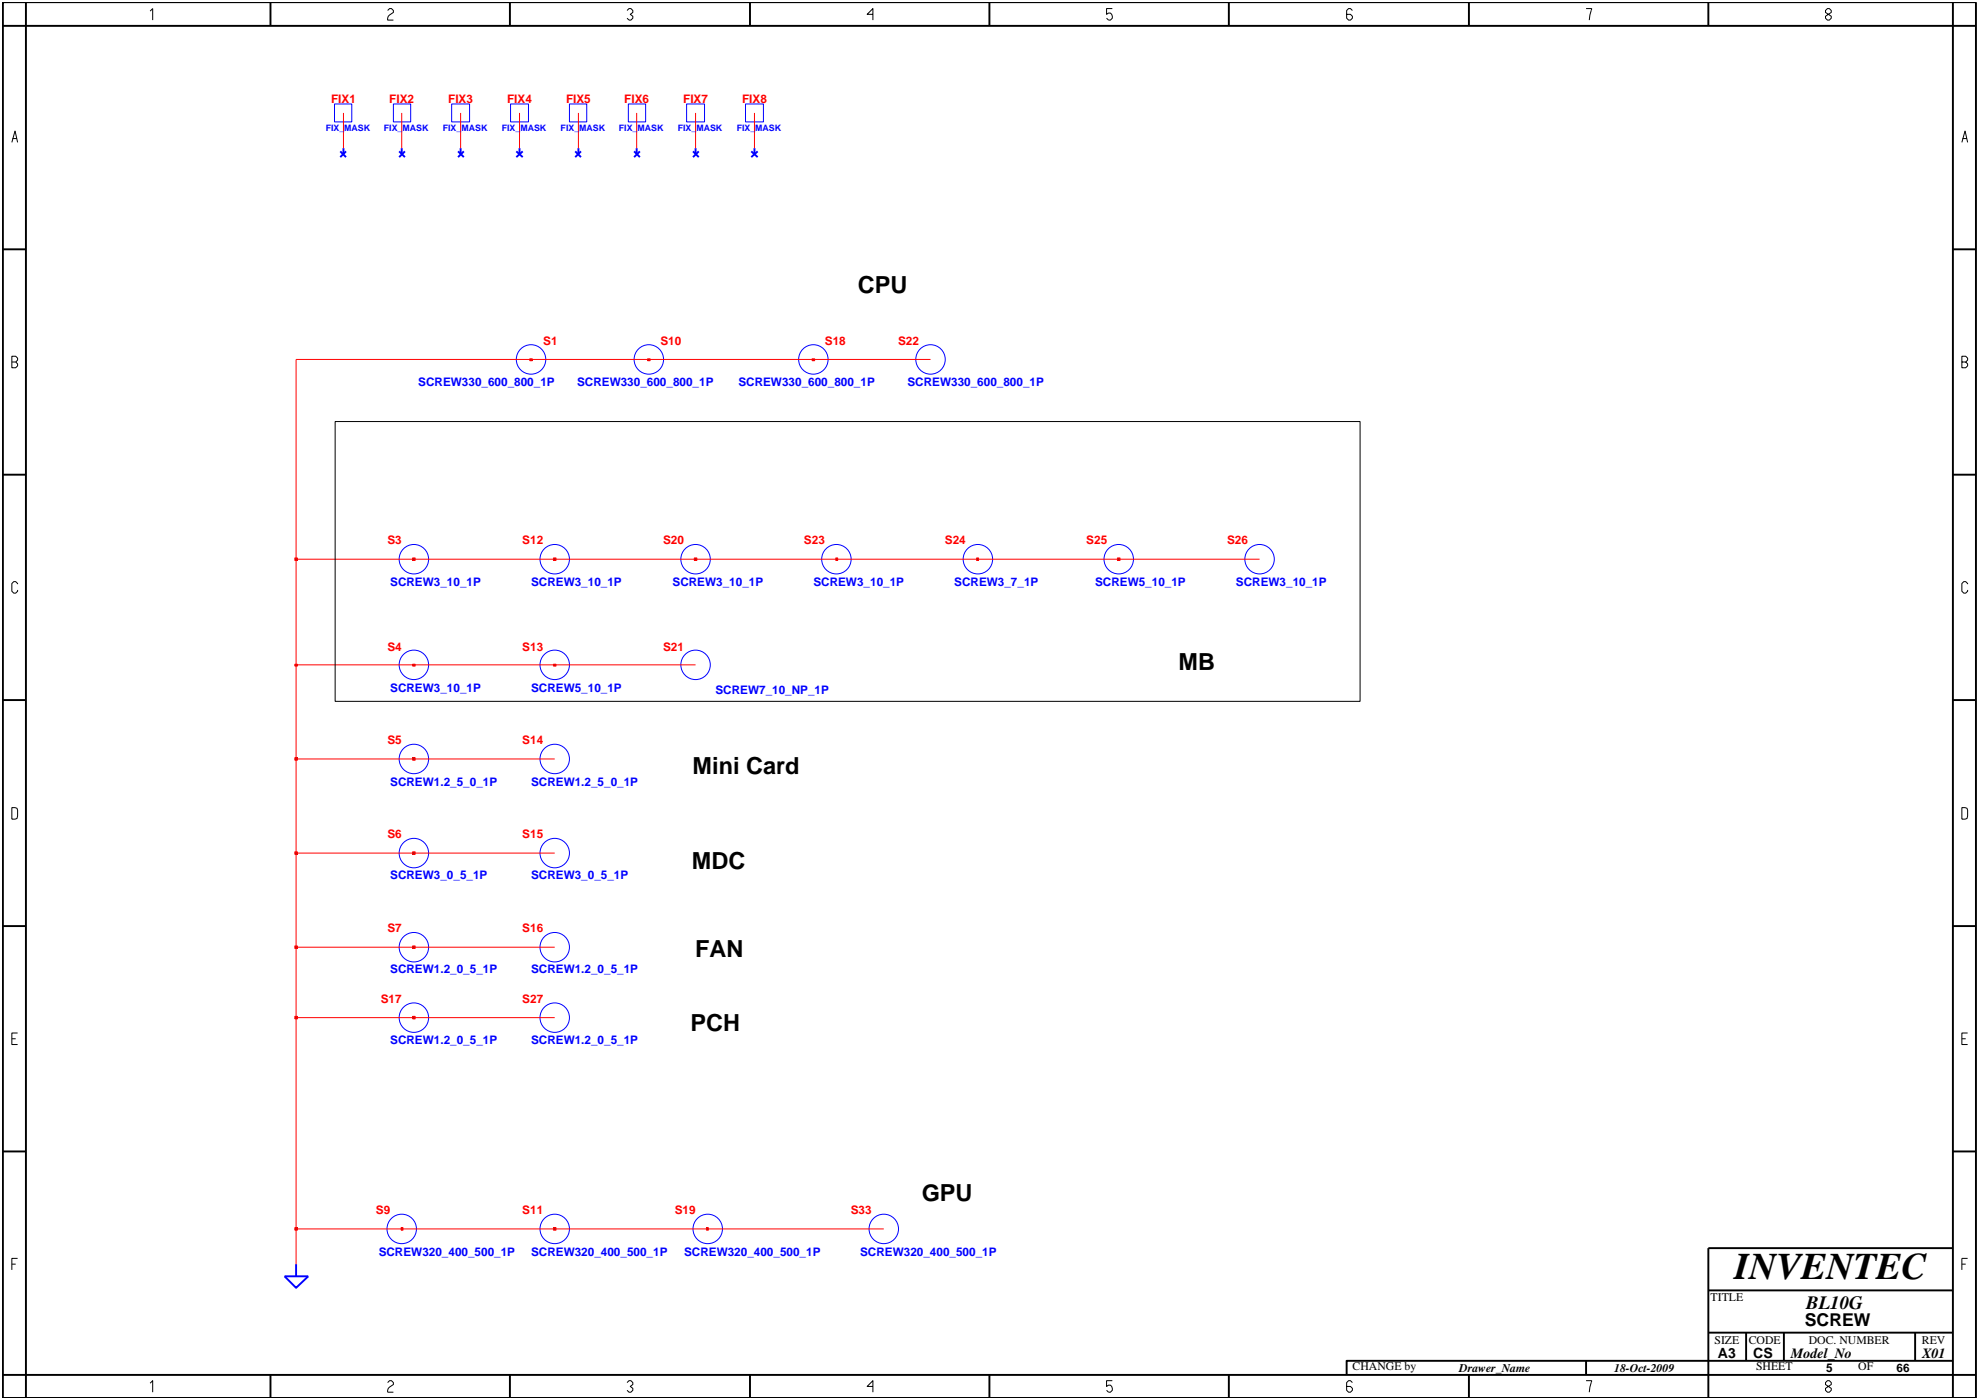 1 2 3 4 5 6 7 8
FIX1 FIX2 FIX3 FIX4 FIX5 FIX6 FIX7 FIX8
FIX_MASK FIX_MASK FIX_MASK FIX_MASK FIX_MASK FIX_MASK FIX_MASK FIX_MASK
A A
CPU
S1 S10 S18 S22
B B
SCREW330_600_800_1P SCREW330_600_800_1P SCREW330_600_800_1P SCREW330_600_800_1P
S3 S12 S20 S23 S24 S25 S26
SCREW3_10_1P SCREW3_10_1P SCREW3_10_1P SCREW3_10_1P SCREW3_7_1P SCREW5_10_1P SCREW3_10_1P
C C
S4 S13 S21
MB
SCREW3_10_1P SCREW5_10_1P SCREW7_10_NP_1P
S5 S14
Mini Card
SCREW1.2_5_0_1P SCREW1.2_5_0_1P
D D
S6 S15
MDC
SCREW3_0_5_1P SCREW3_0_5_1P
S7 S16
FAN
SCREW1.2_0_5_1P SCREW1.2_0_5_1P
S17 S27
PCH
SCREW1.2_0_5_1P SCREW1.2_0_5_1P
E E
GPU
S9 S11 S19 S33
SCREW320_400_500_1P SCREW320_400_500_1P SCREW320_400_500_1P SCREW320_400_500_1P
F F
INVENTEC
TITLE BL10G
SCREW
SIZE CODE DOC. NUMBER REV
A3 CS Model_No X01
CHANGE by Drawer_Name 18-Oct-2009 SHEET 5 OF 66
1 2 3 4 5 6 7 8